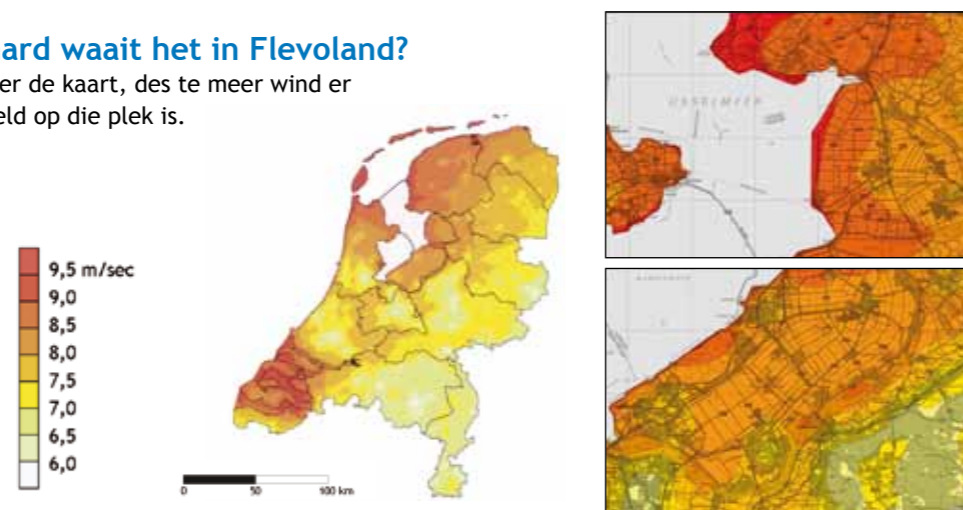 ard waait het in Flevoland?
er de kaart, des te meer wind er
eld op die plek is.
9,5 m/sec
9,0
8,5
8,0
7,5
7,0
6,5
6,0
0 50 100 km
IJSSELMEER